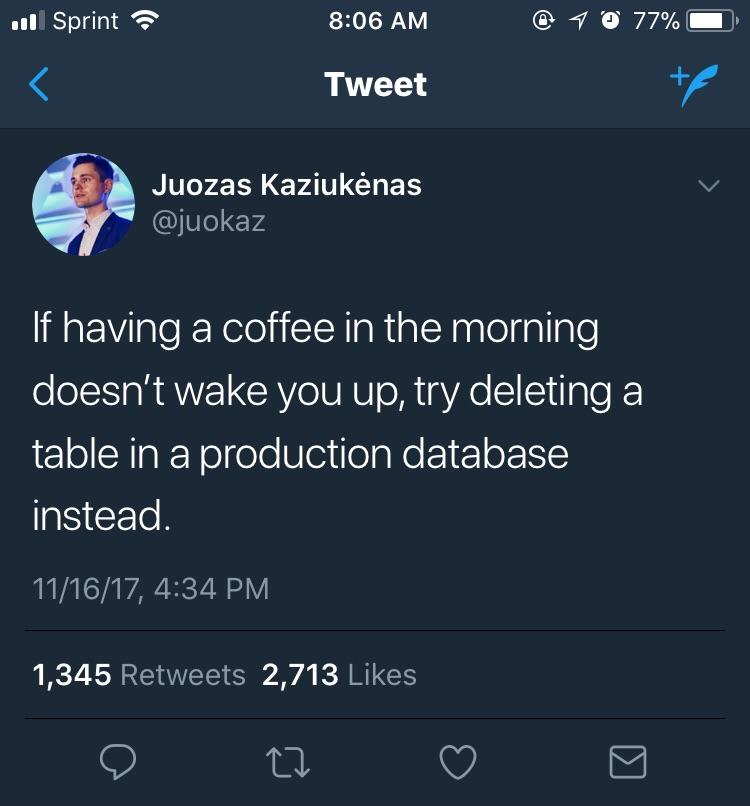 Sprint 8:06 AM 77%
Tweet
Juozas Kaziukėnas
@juokaz
If having a coffee in the morning
doesn't wake you up, try deleting a
table in a production database
instead.
11/16/17, 4:34 PM
1,345 Retweets 2,713 Likes